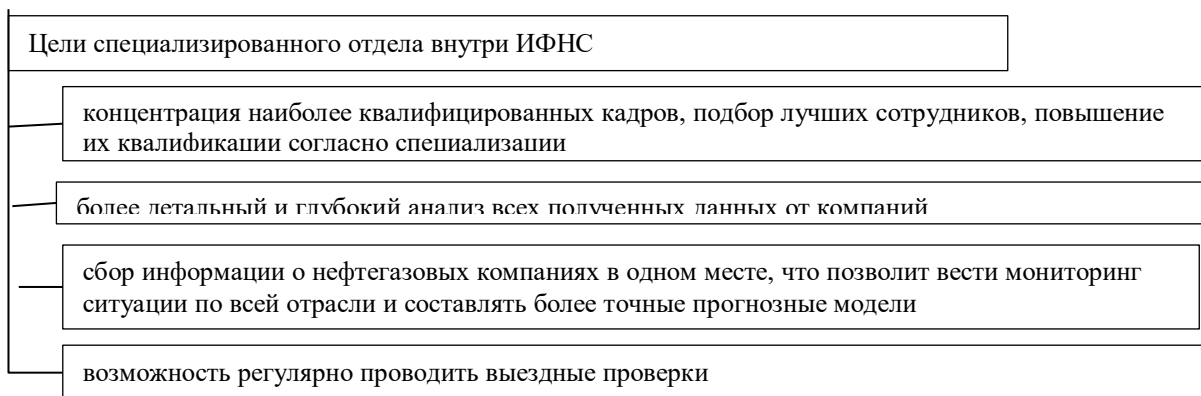 Цели специализированного отдела внутри ИФНС
концентрация наиболее квалифицированных кадров, подбор лучших сотрудников, повышение
их квалификации согласно специализации
более детальный и глубокий анализ всех полученных данных от компаний
сбор информации о нефтегазовых компаниях в одном месте, что позволит вести мониторинг
ситуации по всей отрасли и составлять более точные прогнозные модели
возможность регулярно проводить выездные проверки